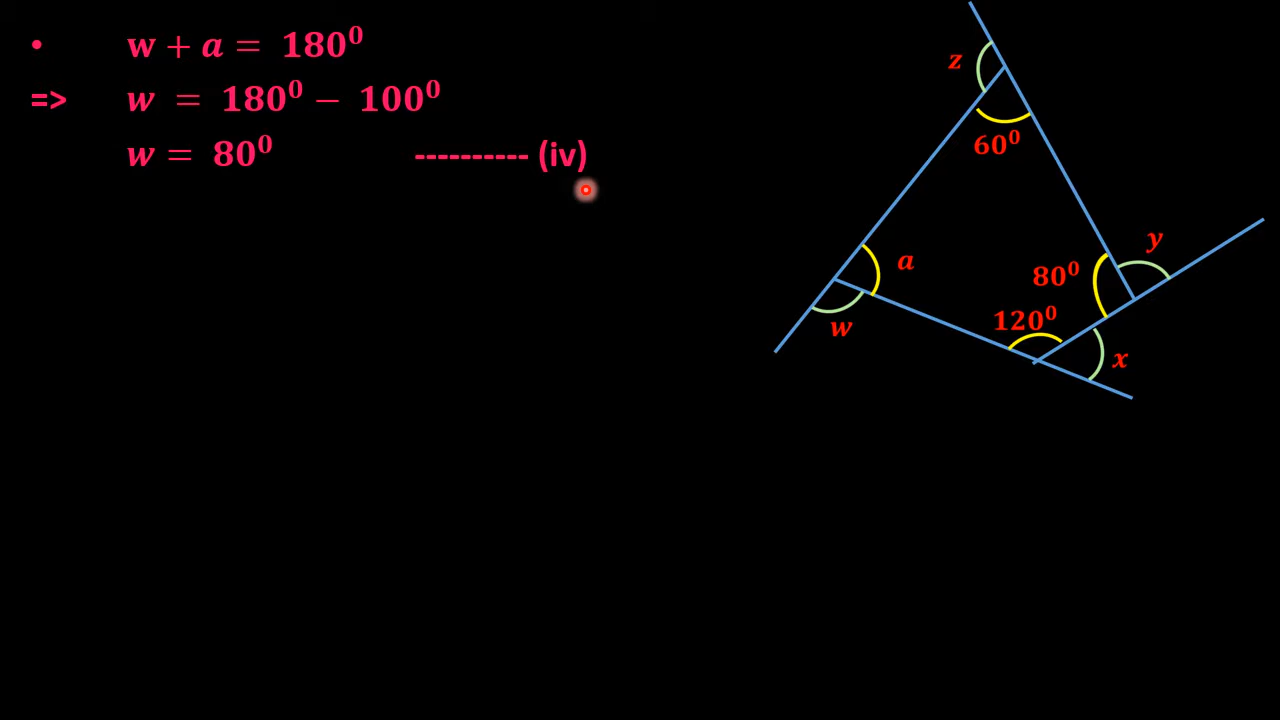 • w + a = 180⁰
=> w = 180⁰ − 100⁰
w = 80⁰ ---------- (iv)
z
60⁰
y
a
80⁰
120⁰
w
x